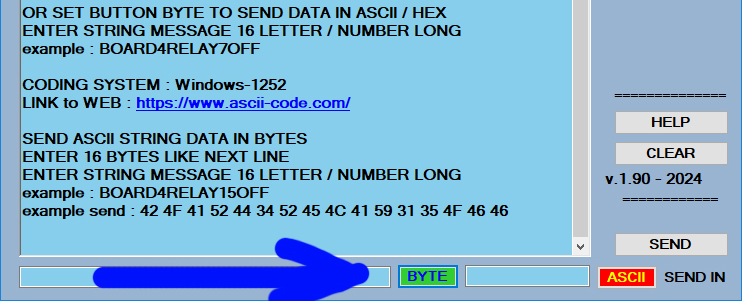 OR SET BUTTON BYTE TO SEND DATA IN ASCII / HEX
ENTER STRING MESSAGE 16 LETTER / NUMBER LONG
example : BOARD4RELAY7OFF
CODING SYSTEM : Windows-1252
LINK to WEB : https://www.ascii-code.com/
SEND ASCII STRING DATA IN BYTES
ENTER 16 BYTES LIKE NEXT LINE
ENTER STRING MESSAGE 16 LETTER / NUMBER LONG
example : BOARD4RELAY15OFF
example send : 42 4F 41 52 44 34 52 45 4C 41 59 31 35 4F 46 46
==============
HELP
CLEAR
v.1.90 - 2024
============
SEND
BYTE
ASCII SEND IN